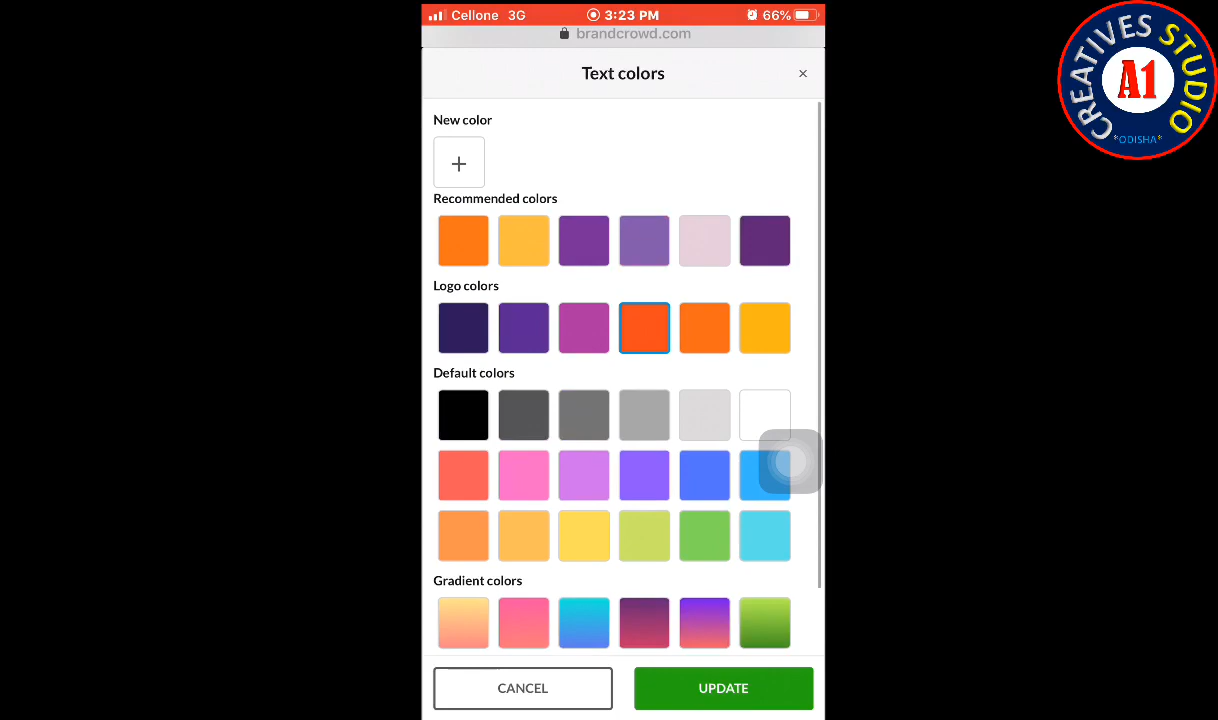 Cellone 3G 3:23 PM 66%
brandcrowd.com
Text colors ×
New color
+
Recommended colors
Logo colors
Default colors
Gradient colors
CANCEL UPDATE
CREATIVES STUDIO
A1
*ODISHA*